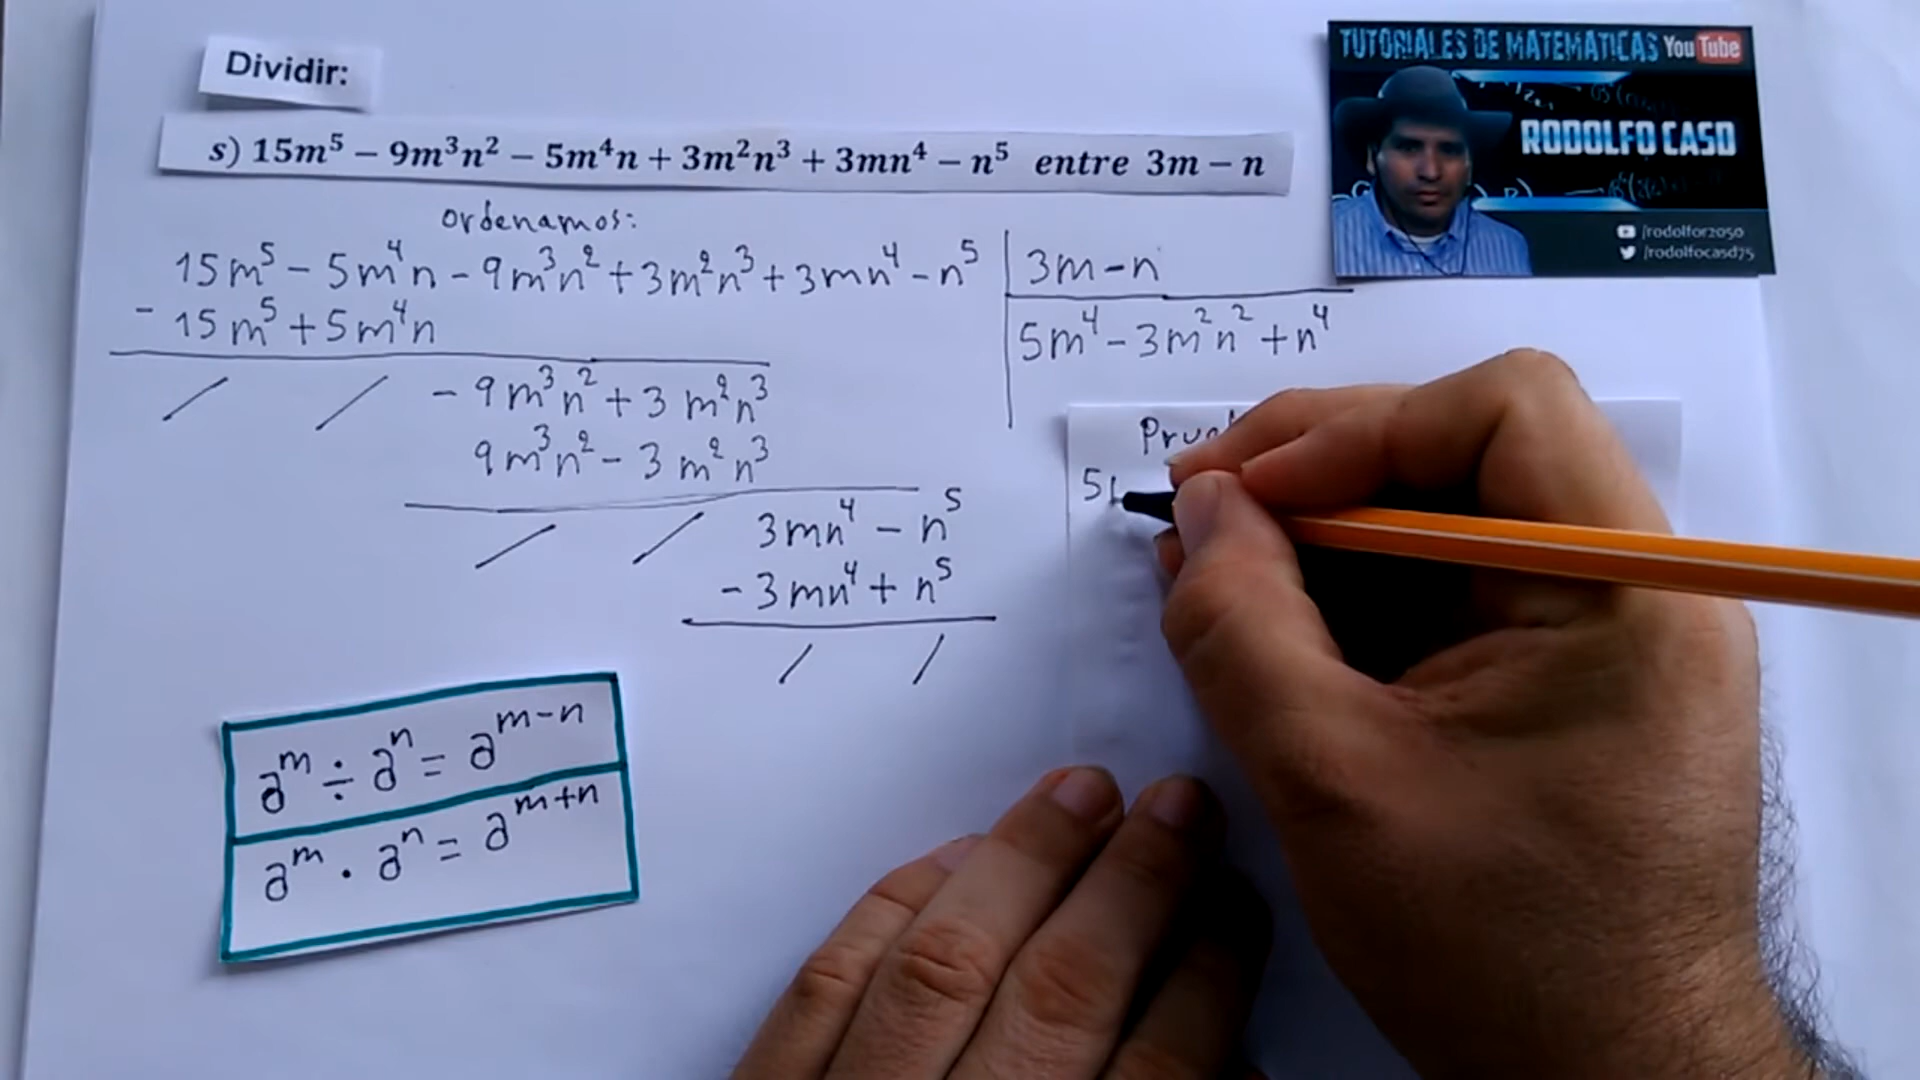 Dividir:
s) 15m⁵ − 9m³n² − 5m⁴n + 3m²n³ + 3mn⁴ − n⁵ entre 3m − n
ordenamos:
15m⁵ − 5m⁴n − 9m³n² + 3m²n³ + 3mn⁴ − n⁵ | 3m − n
− 15m⁵ + 5m⁴n
5m⁴ − 3m²n² + n⁴
− 9m³n² + 3m²n³
9m³n² − 3m²n³
3mn⁴ − n⁵
− 3mn⁴ + n⁵
5
aᵐ ÷ aⁿ = aᵐ⁻ⁿ
aᵐ · aⁿ = aᵐ⁺ⁿ
TUTORIALES DE MATEMATICAS YouTube
RODOLFO CASD
/rodolfor2050
/rodolfocasd75